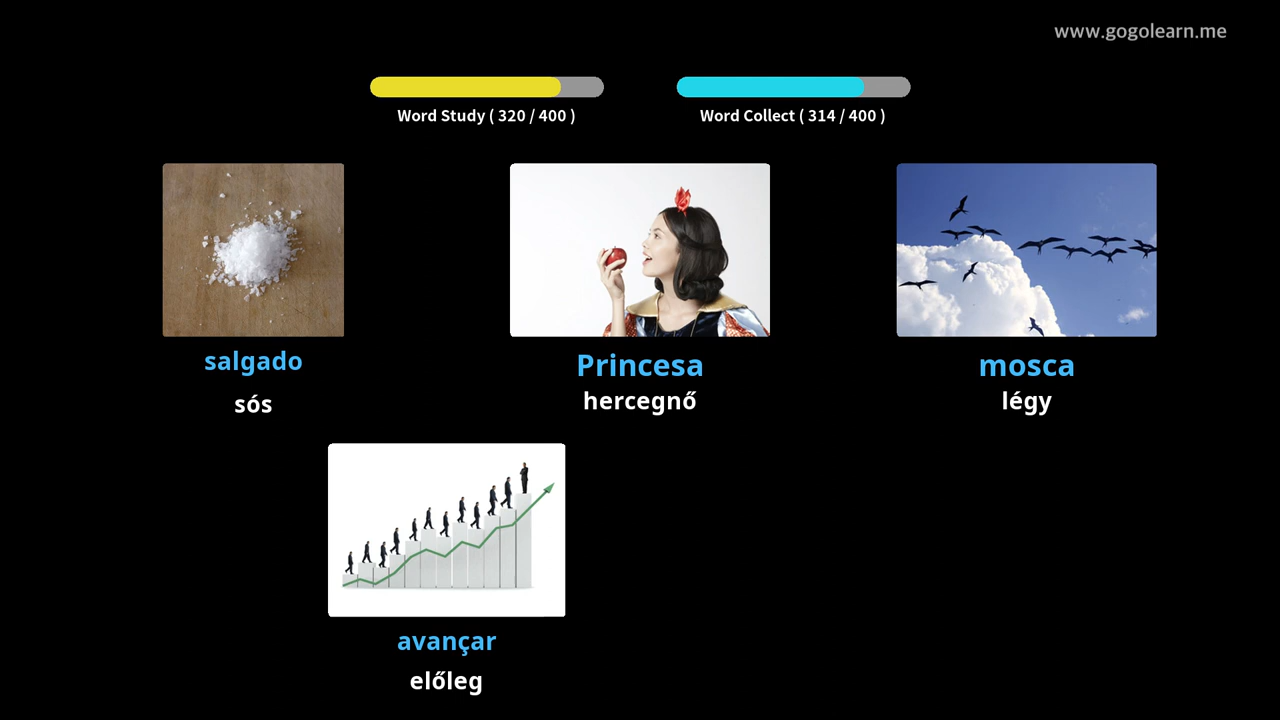 www.gogolearn.me
Word Study ( 320 / 400 )
Word Collect ( 314 / 400 )
salgado
sós
Princesa
hercegnő
mosca
légy
avançar
előleg